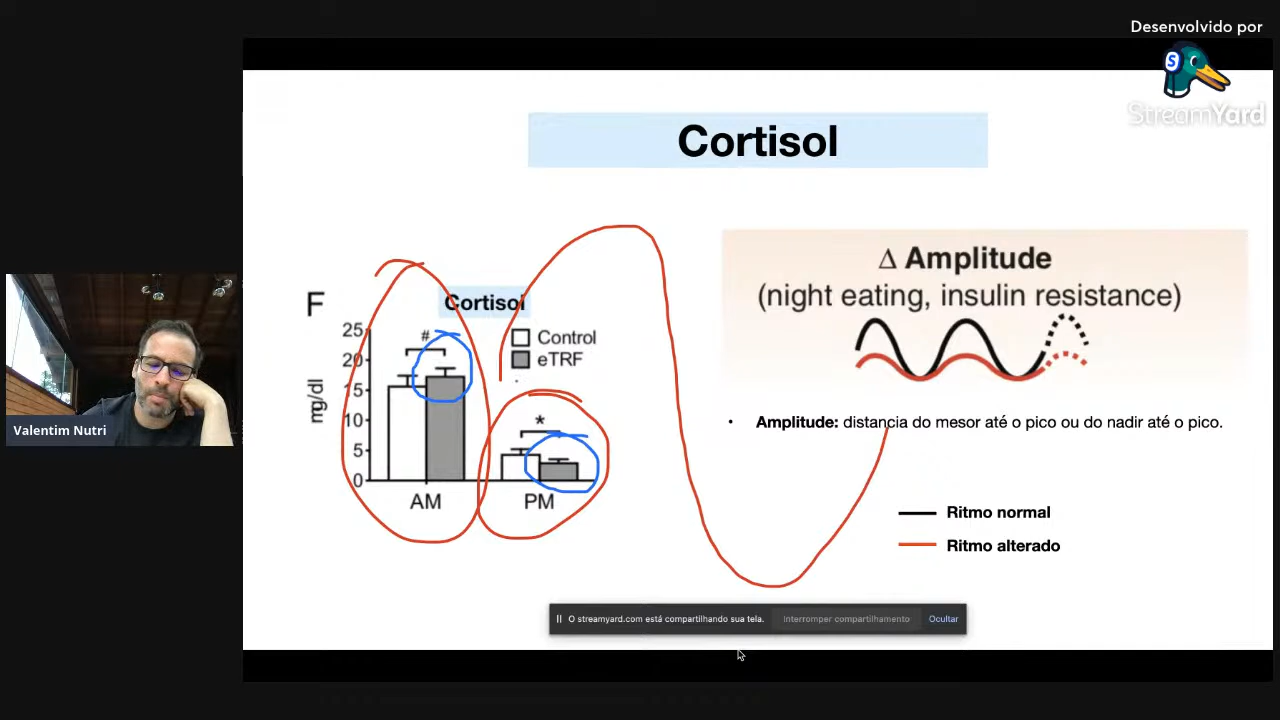 Desenvolvido por
StreamYard
Cortisol
Δ Amplitude
(night eating, insulin resistance)
F
Cortisol
25
20
15
10
5
0
mg/dl
#
*
Control
eTRF
AM
PM
• Amplitude: distancia do mesor até o pico ou do nadir até o pico.
Ritmo normal
Ritmo alterado
Valentim Nutri
O streamyard.com está compartilhando sua tela. Interromper compartilhamento Ocultar